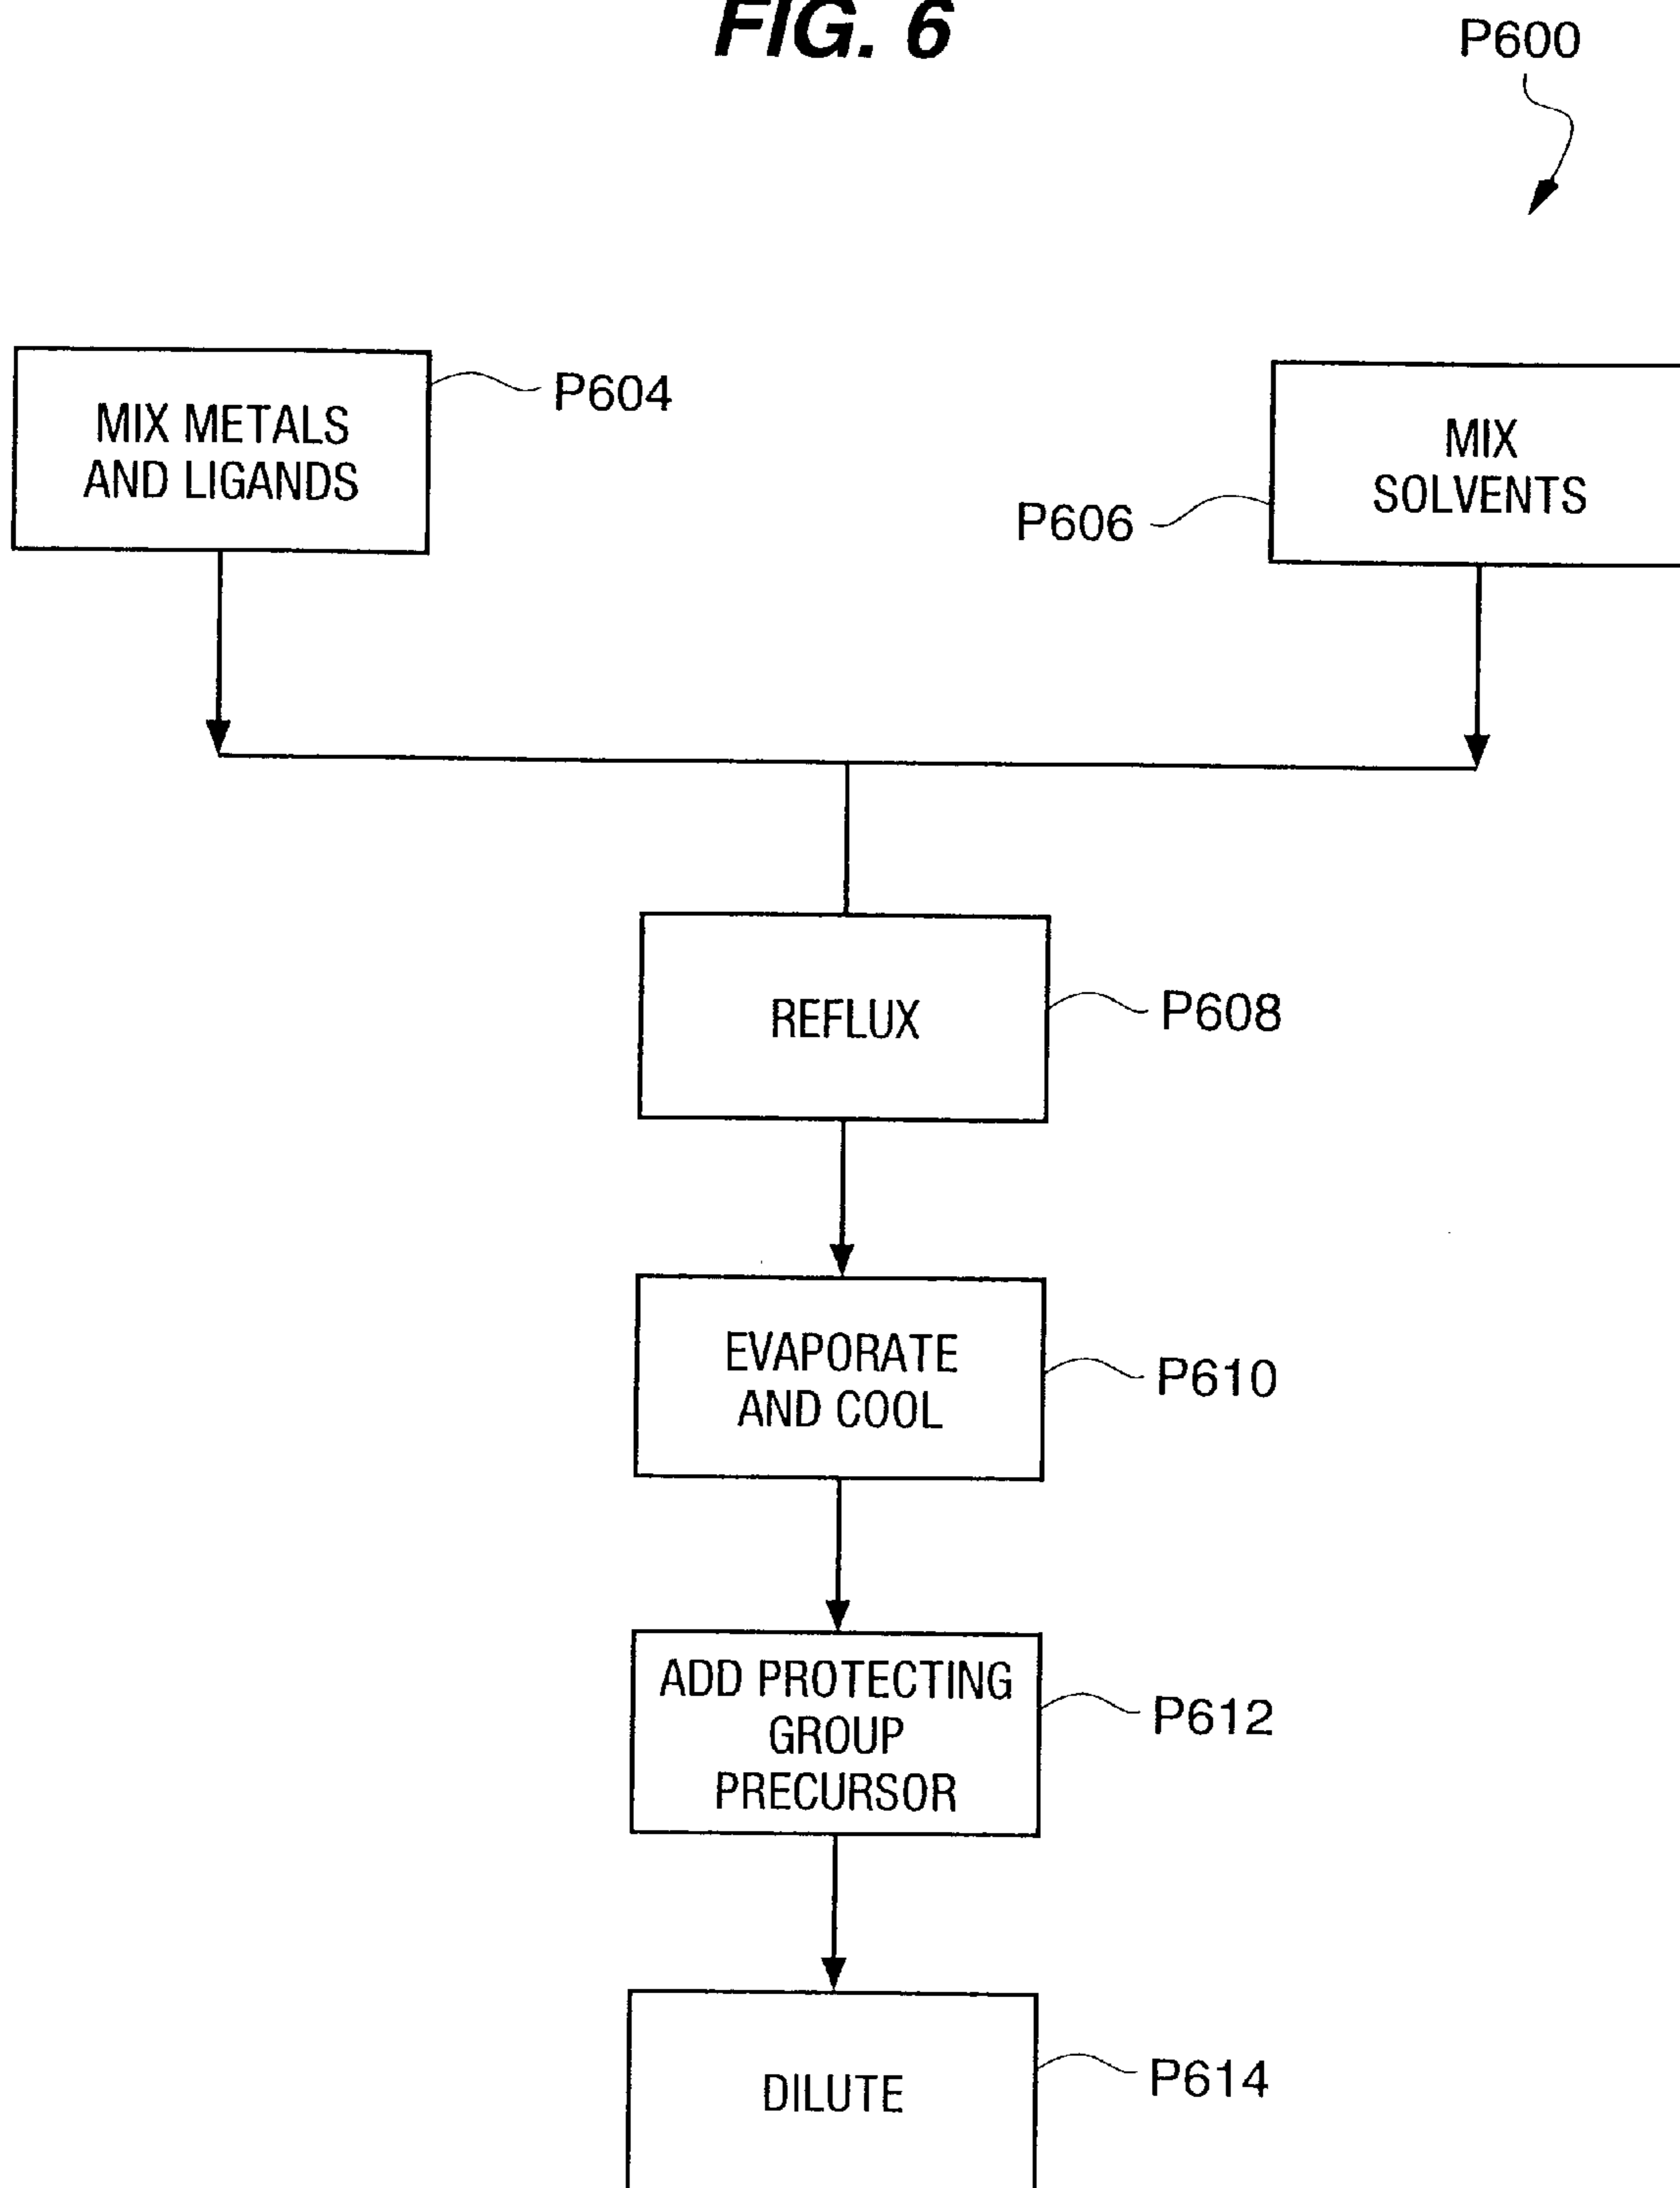 FIG. 6
P600
MIX METALS
AND LIGANDS
P604
MIX
SOLVENTS
P606
REFLUX
P608
EVAPORATE
AND COOL
P610
ADD PROTECTING
GROUP
PRECURSOR
P612
DILUTE
P614